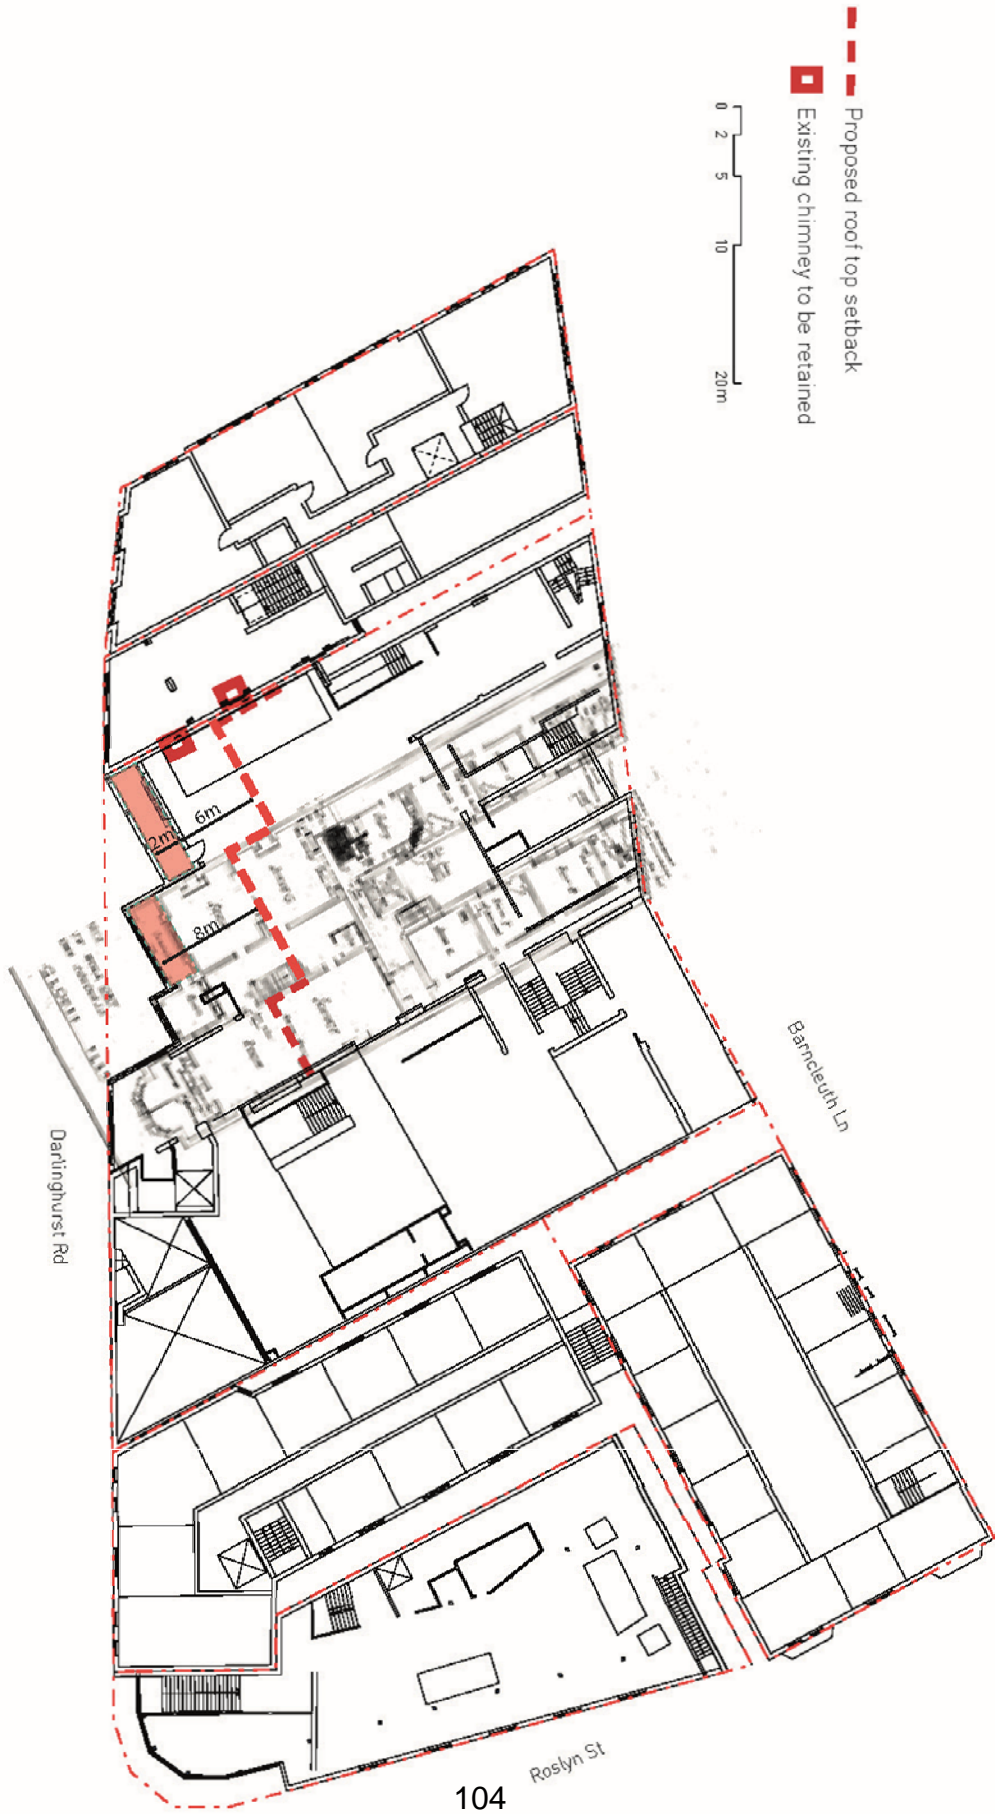 Proposed roof top setback
Existing chimney to be retained
0 2 5 10 20m
6m
2m
8m
Barncleuth Ln
Darlinghurst Rd
Roslyn St
104